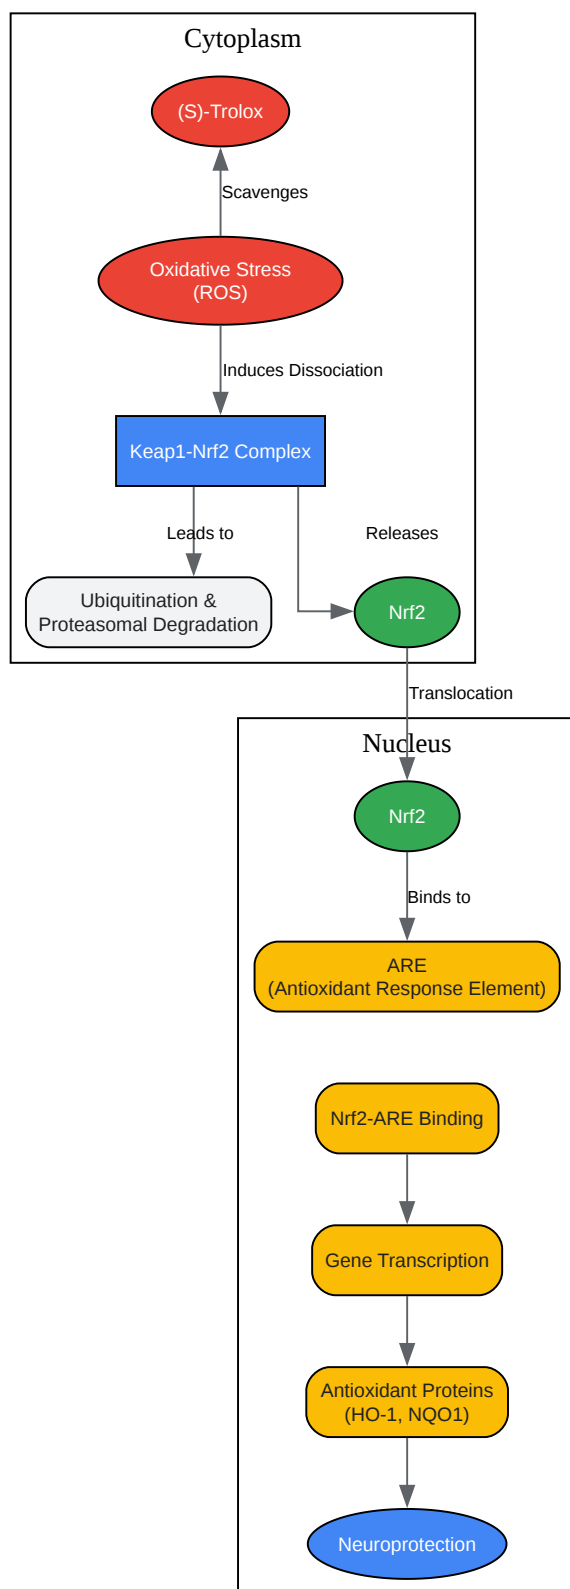 Cytoplasm
(S)-Trolox
Scavenges
Oxidative Stress
(ROS)
Induces Dissociation
Keap1-Nrf2 Complex
Leads to
Releases
Ubiquitination &
Proteasomal Degradation
Nrf2
Translocation
Nucleus
Nrf2
Binds to
ARE
(Antioxidant Response Element)
Nrf2-ARE Binding
Gene Transcription
Antioxidant Proteins
(HO-1, NQO1)
Neuroprotection